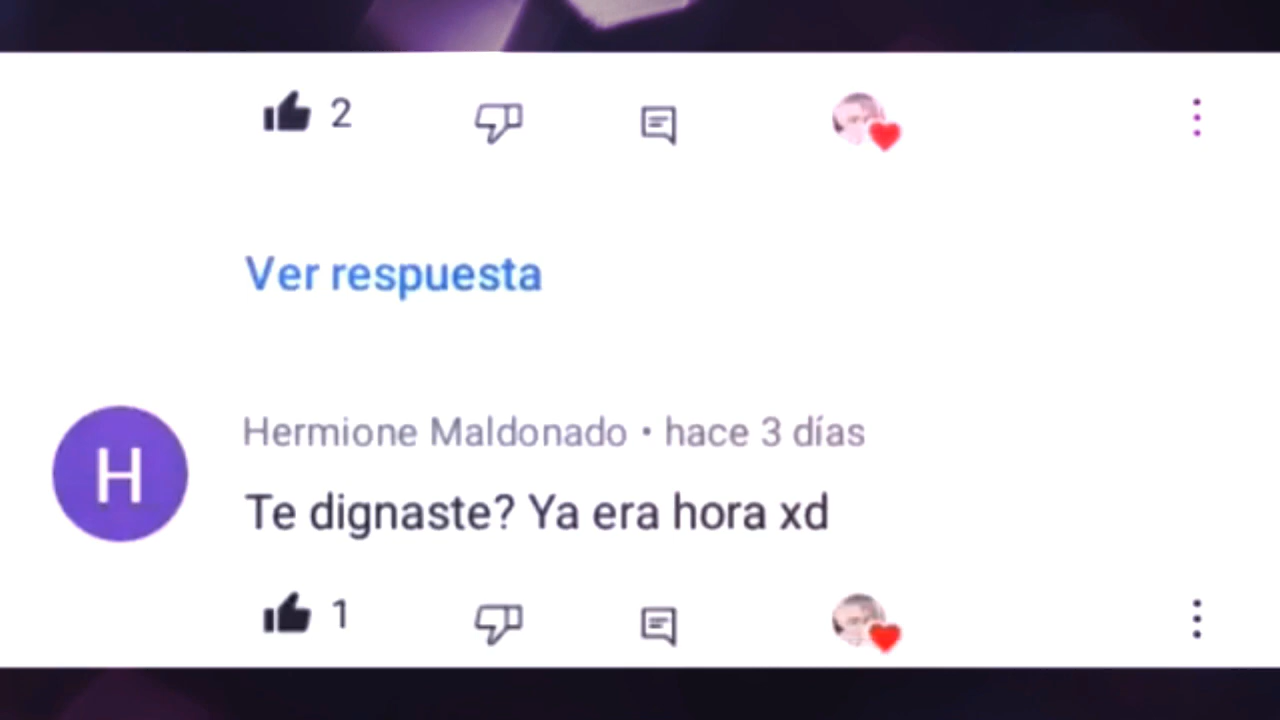 2
Ver respuesta
H
Hermione Maldonado • hace 3 días
Te dignaste? Ya era hora xd
1